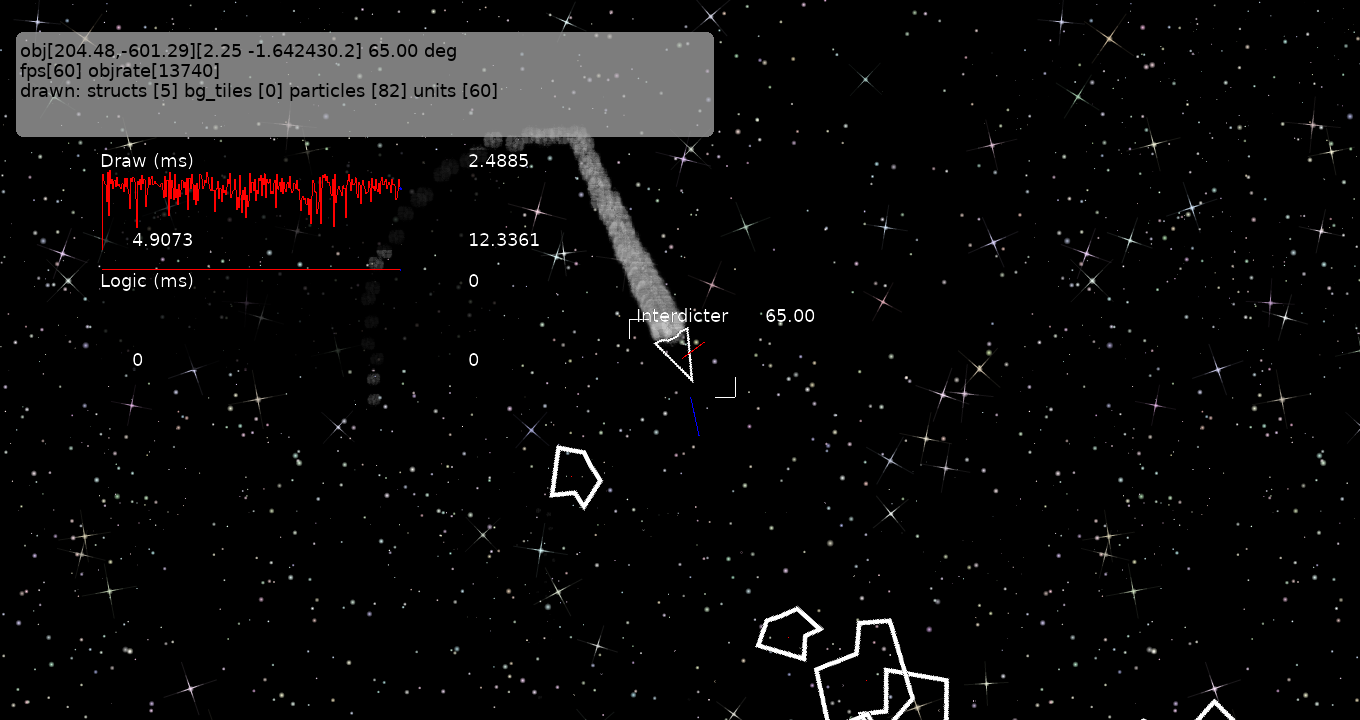 obj[204.48,-601.29][2.25 -1.642430.2] 65.00 deg
fps[60] objrate[13740]
drawn: structs [5] bg_tiles [0] particles [82] units [60]
Draw (ms) 2.4885
4.9073 12.3361
Logic (ms) 0
Interdicter 65.00
0 0